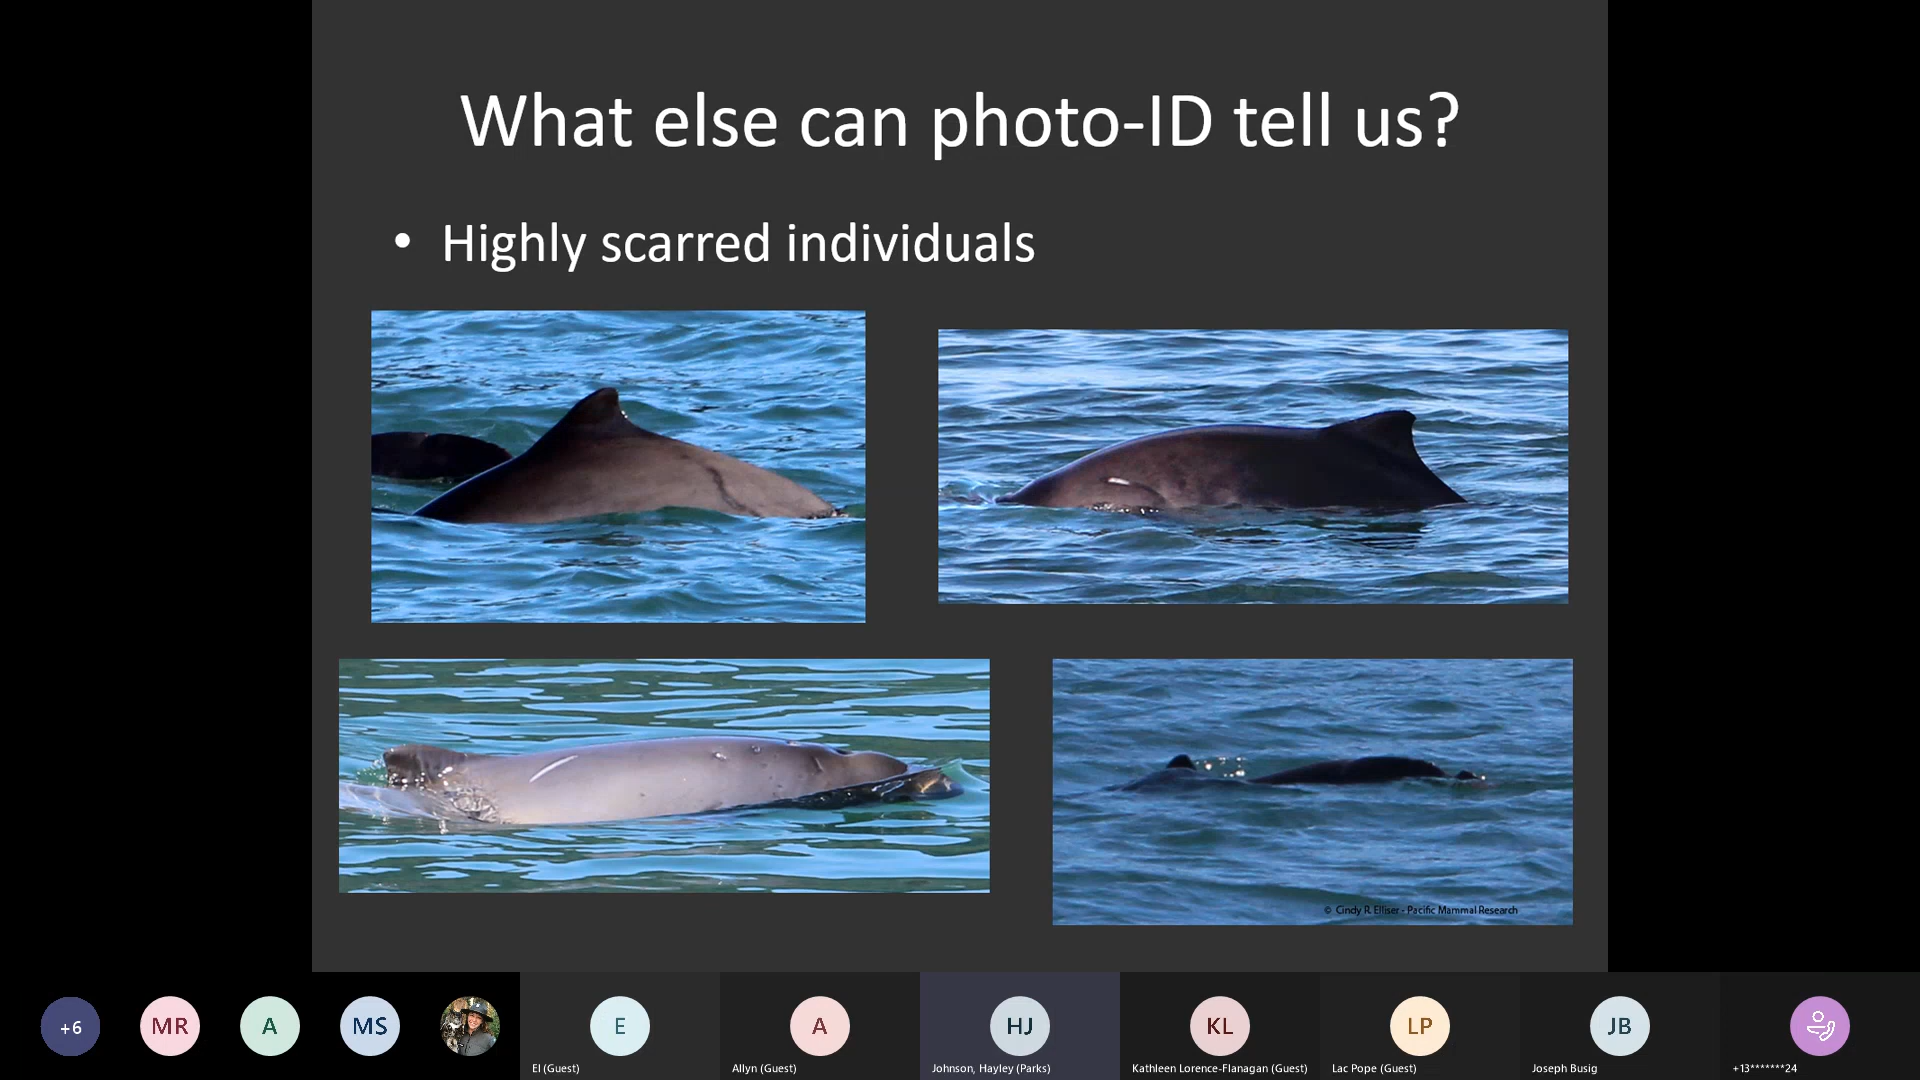 What else can photo-ID tell us?
• Highly scarred individuals
© Cindy R. Elliser - Pacific Mammal Research
+6
MR
A
MS
E
A
HJ
KL
LP
JB
El (Guest)
Allyn (Guest)
Johnson, Hayley (Parks)
Kathleen Lorence-Flanagan (Guest)
Lac Pope (Guest)
Joseph Busig
+13*******24